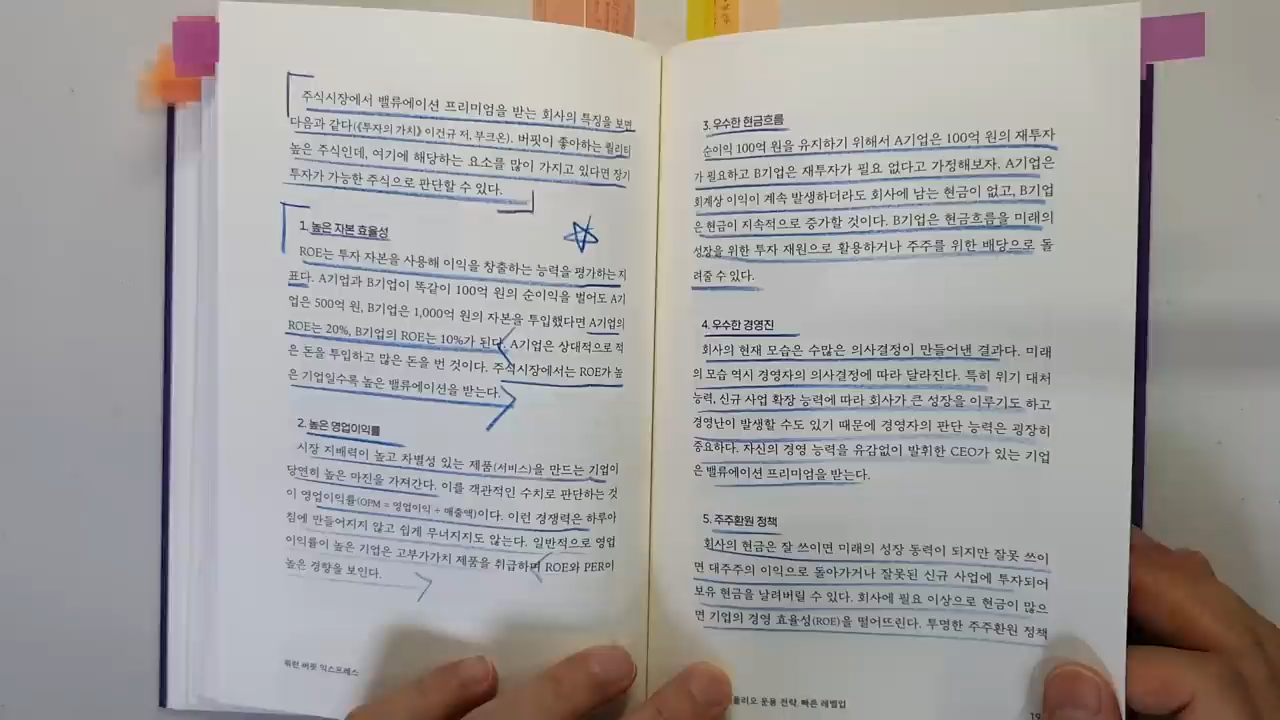 주식시장에서 밸류에이션 프리미엄을 받는 회사의 특징을 보면
다음과 같다(《투자의 가치》 이건규 저, 부크온). 버핏이 좋아하는 퀄리티
높은 주식인데, 여기에 해당하는 요소를 많이 가지고 있다면 장기
투자가 가능한 주식으로 판단할 수 있다.
1. 높은 자본 효율성
ROE는 투자 자본을 사용해 이익을 창출하는 능력을 평가하는 지
표다. A기업과 B기업이 똑같이 100억 원의 순이익을 벌어도 A기
업은 500억 원, B기업은 1,000억 원의 자본을 투입했다면 A기업의
ROE는 20%, B기업의 ROE는 10%가 된다. A기업은 상대적으로 적
은 돈을 투입하고 많은 돈을 번 것이다. 주식시장에서는 ROE가 높
은 기업일수록 높은 밸류에이션을 받는다.
2. 높은 영업이익률
시장 지배력이 높고 차별성 있는 제품(서비스)을 만드는 기업이
당연히 높은 마진을 가져간다. 이를 객관적인 수치로 판단하는 것
이 영업이익률(OPM = 영업이익 ÷ 매출액)이다. 이런 경쟁력은 하루아
침에 만들어지지 않고 쉽게 무너지지도 않는다. 일반적으로 영업
이익률이 높은 기업은 고부가가치 제품을 취급하며 ROE와 PER이
높은 경향을 보인다.
워런 버핏 익스프레스
3. 우수한 현금흐름
순이익 100억 원을 유지하기 위해서 A기업은 100억 원의 재투자
가 필요하고 B기업은 재투자가 필요 없다고 가정해보자. A기업은
회계상 이익이 계속 발생하더라도 회사에 남는 현금이 없고, B기업
은 현금이 지속적으로 증가할 것이다. B기업은 현금흐름을 미래의
성장을 위한 투자 재원으로 활용하거나 주주를 위한 배당으로 돌
려줄 수 있다.
4. 우수한 경영진
회사의 현재 모습은 수많은 의사결정이 만들어낸 결과다. 미래
의 모습 역시 경영자의 의사결정에 따라 달라진다. 특히 위기 대처
능력, 신규 사업 확장 능력에 따라 회사가 큰 성장을 이루기도 하고
경영난이 발생할 수도 있기 때문에 경영자의 판단 능력은 굉장히
중요하다. 자신의 경영 능력을 유감없이 발휘한 CEO가 있는 기업
은 밸류에이션 프리미엄을 받는다.
5. 주주환원 정책
회사의 현금은 잘 쓰이면 미래의 성장 동력이 되지만 잘못 쓰이
면 대주주의 이익으로 돌아가거나 잘못된 신규 사업에 투자되어
보유 현금을 날려버릴 수 있다. 회사에 필요 이상으로 현금이 많으
면 기업의 경영 효율성(ROE)을 떨어뜨린다. 투명한 주주환원 정책
운용 전략, 빠른 레벨업